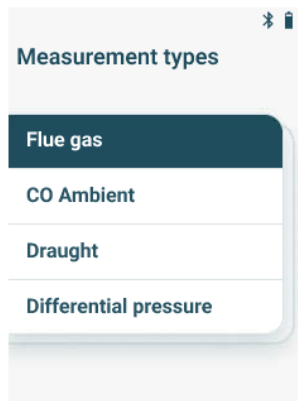 Measurement types
Flue gas
CO Ambient
Draught
Differential pressure